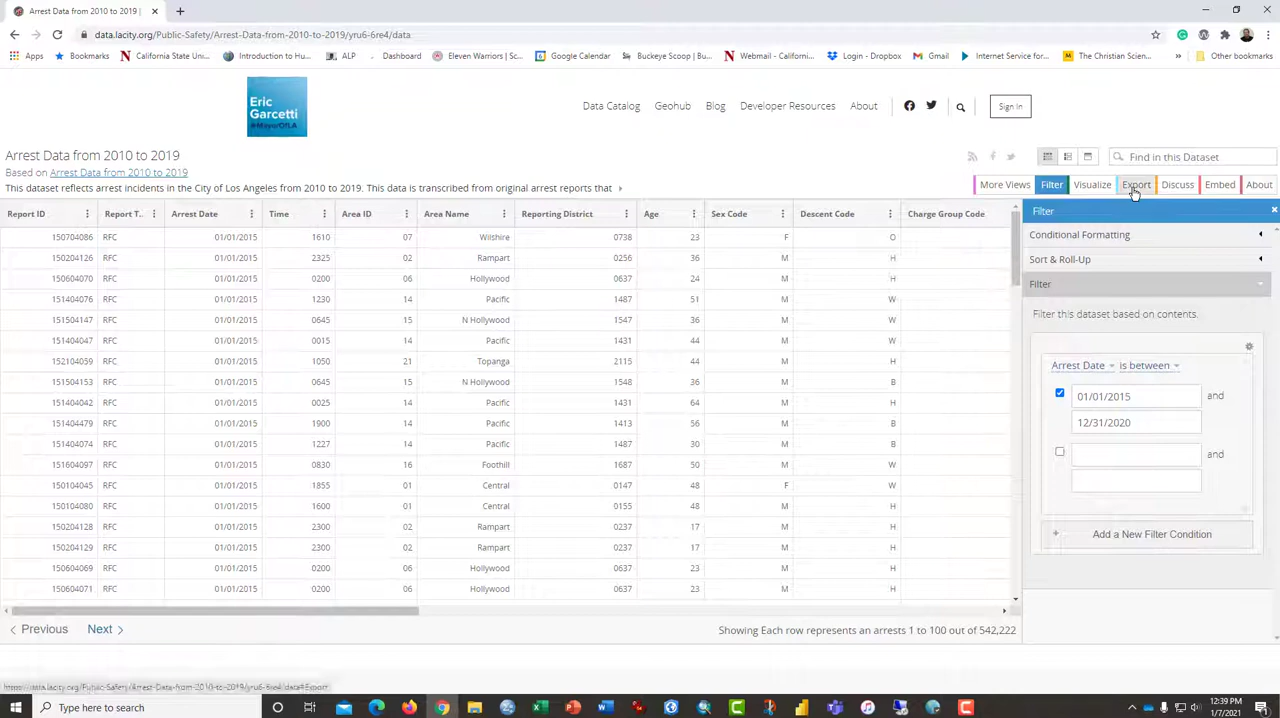 Arrest Data from 2010 to 2019 |
data.lacity.org/Public-Safety/Arrest-Data-from-2010-to-2019/yru6-6re4/data
Apps Bookmarks California State Uni... Introduction to Hu... ALP Dashboard Eleven Warriors | Sc... Google Calendar Buckeye Scoop | Bu... Webmail - Californi... Login - Dropbox Gmail Internet Service for... The Christian Scien... » Other bookmarks
Eric
Garcetti
#MayorOfLA
Data Catalog Geohub Blog Developer Resources About Sign In
Arrest Data from 2010 to 2019
Find in this Dataset
Based on Arrest Data from 2010 to 2019
This dataset reflects arrest incidents in the City of Los Angeles from 2010 to 2019. This data is transcribed from original arrest reports that
More Views Filter Visualize Export Discuss Embed About
Report ID Report T.. Arrest Date Time Area ID Area Name Reporting District Age Sex Code Descent Code Charge Group Code
150704086 RFC 01/01/2015 1610 07 Wilshire 0738 23 F O
150204126 RFC 01/01/2015 2325 02 Rampart 0256 36 M H
150604070 RFC 01/01/2015 0200 06 Hollywood 0637 24 M H
151404076 RFC 01/01/2015 1230 14 Pacific 1487 51 M W
151504147 RFC 01/01/2015 0645 15 N Hollywood 1547 36 M W
151404047 RFC 01/01/2015 0015 14 Pacific 1431 44 M W
152104059 RFC 01/01/2015 1050 21 Topanga 2115 44 M H
151504153 RFC 01/01/2015 0645 15 N Hollywood 1548 36 M B
151404042 RFC 01/01/2015 0025 14 Pacific 1431 64 M H
151404479 RFC 01/01/2015 1900 14 Pacific 1413 56 M B
151404074 RFC 01/01/2015 1227 14 Pacific 1487 30 M B
151604097 RFC 01/01/2015 0830 16 Foothill 1687 50 M W
150104045 RFC 01/01/2015 1855 01 Central 0147 48 F W
150104080 RFC 01/01/2015 1600 01 Central 0155 48 M H
150204128 RFC 01/01/2015 2300 02 Rampart 0237 17 M H
150204129 RFC 01/01/2015 2300 02 Rampart 0237 17 M H
150604069 RFC 01/01/2015 0200 06 Hollywood 0637 23 M H
150604071 RFC 01/01/2015 0200 06 Hollywood 0637 23 M H
Filter
Conditional Formatting
Sort & Roll-Up
Filter
Filter this dataset based on contents.
Arrest Date is between
01/01/2015 and
12/31/2020
and
+ Add a New Filter Condition
Previous Next Showing Each row represents an arrests 1 to 100 out of 542,222
https://data.lacity.org/Public-Safety/Arrest-Data-from-2010-to-2019/yru6-6re4/data#Export
Type here to search
12:39 PM
1/7/2021